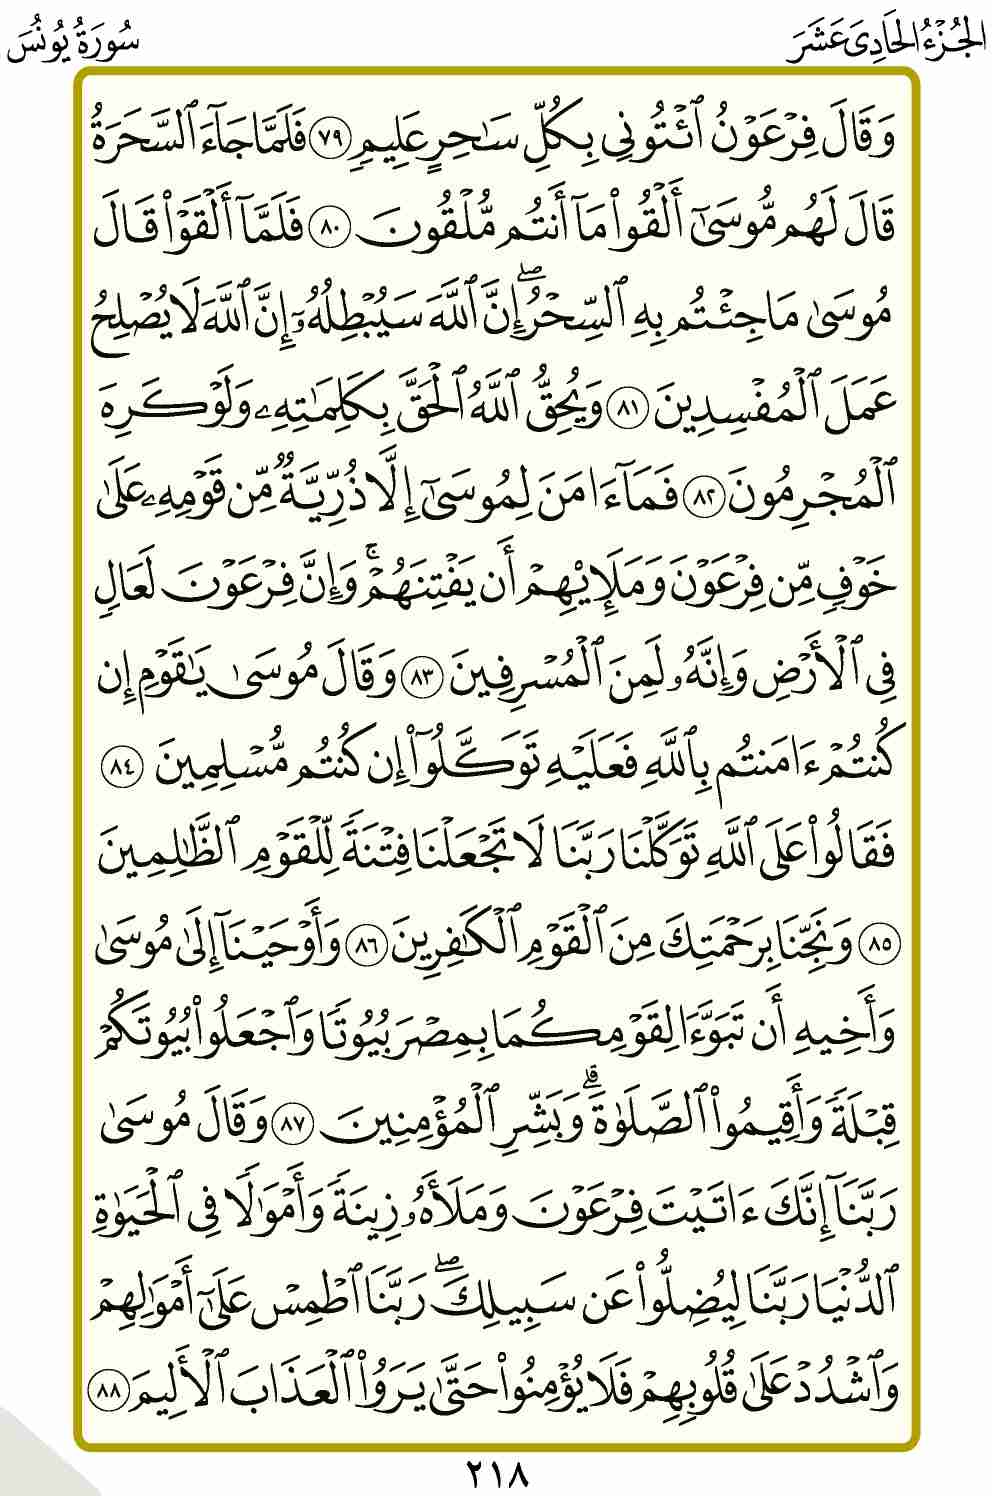 الجُزْءُ الحَادِيَ عَشَرَ
سُورَةُ يُونُسَ
وَقَالَ فِرْعَوْنُ ٱئْتُونِى بِكُلِّ سَٰحِرٍ عَلِيمٍ ٧٩ فَلَمَّا جَآءَ ٱلسَّحَرَةُ
قَالَ لَهُم مُّوسَىٰٓ أَلْقُوا۟ مَآ أَنتُم مُّلْقُونَ ٨٠ فَلَمَّآ أَلْقَوْا۟ قَالَ
مُوسَىٰ مَا جِئْتُم بِهِ ٱلسِّحْرُ ۖ إِنَّ ٱللَّهَ سَيُبْطِلُهُۥٓ إِنَّ ٱللَّهَ لَا يُصْلِحُ
عَمَلَ ٱلْمُفْسِدِينَ ٨١ وَيُحِقُّ ٱللَّهُ ٱلْحَقَّ بِكَلِمَٰتِهِۦ وَلَوْ كَرِهَ
ٱلْمُجْرِمُونَ ٨٢ فَمَآ ءَامَنَ لِمُوسَىٰٓ إِلَّا ذُرِّيَّةٌ مِّن قَوْمِهِۦ عَلَىٰ
خَوْفٍ مِّن فِرْعَوْنَ وَمَلَإِي۟هِمْ أَن يَفْتِنَهُمْ ۚ وَإِنَّ فِرْعَوْنَ لَعَالٍ
فِى ٱلْأَرْضِ وَإِنَّهُۥ لَمِنَ ٱلْمُسْرِفِينَ ٨٣ وَقَالَ مُوسَىٰ يَٰقَوْمِ إِن
كُنتُمْ ءَامَنتُم بِٱللَّهِ فَعَلَيْهِ تَوَكَّلُوٓا۟ إِن كُنتُم مُّسْلِمِينَ ٨٤
فَقَالُوا۟ عَلَى ٱللَّهِ تَوَكَّلْنَا رَبَّنَا لَا تَجْعَلْنَا فِتْنَةً لِّلْقَوْمِ ٱلظَّٰلِمِينَ
٨٥ وَنَجِّنَا بِرَحْمَتِكَ مِنَ ٱلْقَوْمِ ٱلْكَٰفِرِينَ ٨٦ وَأَوْحَيْنَآ إِلَىٰ مُوسَىٰ
وَأَخِيهِ أَن تَبَوَّءَا لِقَوْمِكُمَا بِمِصْرَ بُيُوتًا وَٱجْعَلُوا۟ بُيُوتَكُمْ
قِبْلَةً وَأَقِيمُوا۟ ٱلصَّلَوٰةَ ۗ وَبَشِّرِ ٱلْمُؤْمِنِينَ ٨٧ وَقَالَ مُوسَىٰ
رَبَّنَآ إِنَّكَ ءَاتَيْتَ فِرْعَوْنَ وَمَلَأَهُۥ زِينَةً وَأَمْوَٰلًا فِى ٱلْحَيَوٰةِ
ٱلدُّنْيَا رَبَّنَا لِيُضِلُّوا۟ عَن سَبِيلِكَ ۖ رَبَّنَا ٱطْمِسْ عَلَىٰٓ أَمْوَٰلِهِمْ
وَٱشْدُدْ عَلَىٰ قُلُوبِهِمْ فَلَا يُؤْمِنُوا۟ حَتَّىٰ يَرَوُا۟ ٱلْعَذَابَ ٱلْأَلِيمَ ٨٨
٢١٨